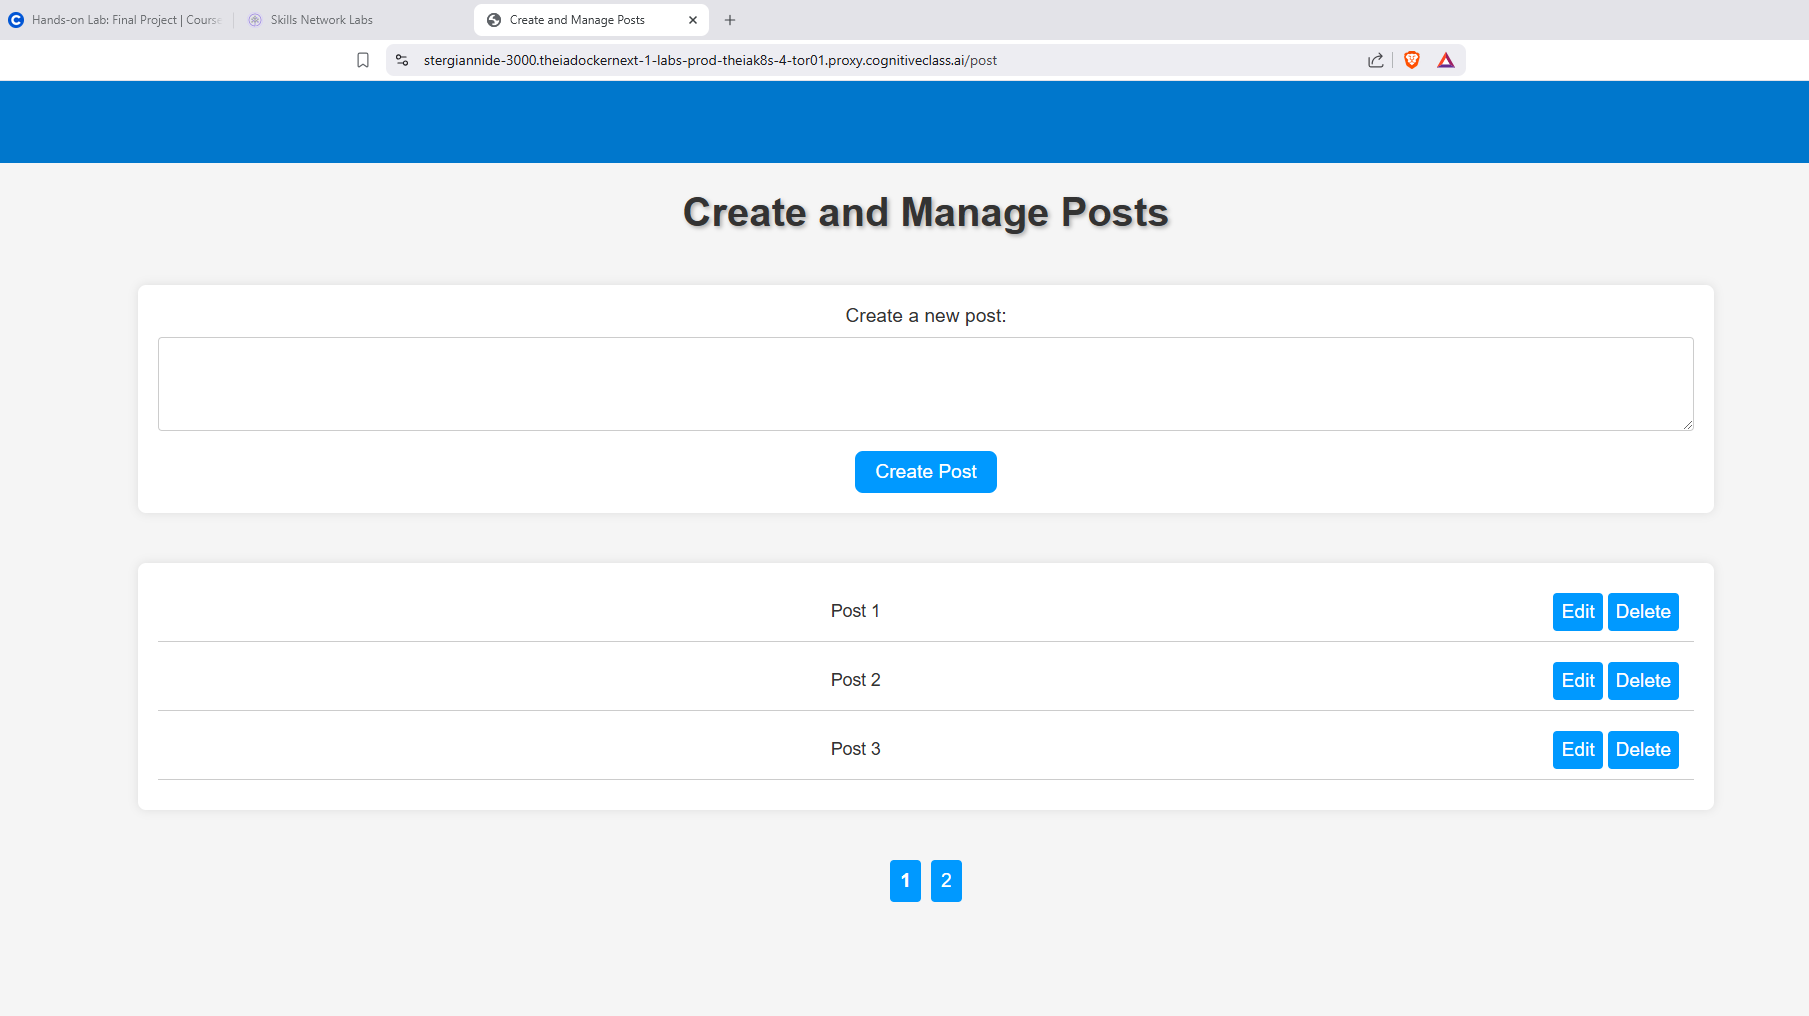 Hands-on Lab: Final Project | Course
Skills Network Labs
Create and Manage Posts
stergiannide-3000.theiadockernext-1-labs-prod-theiak8s-4-tor01.proxy.cognitiveclass.ai/post
Create and Manage Posts
Create a new post:
Create Post
Post 1 Edit Delete
Post 2 Edit Delete
Post 3 Edit Delete
1 2